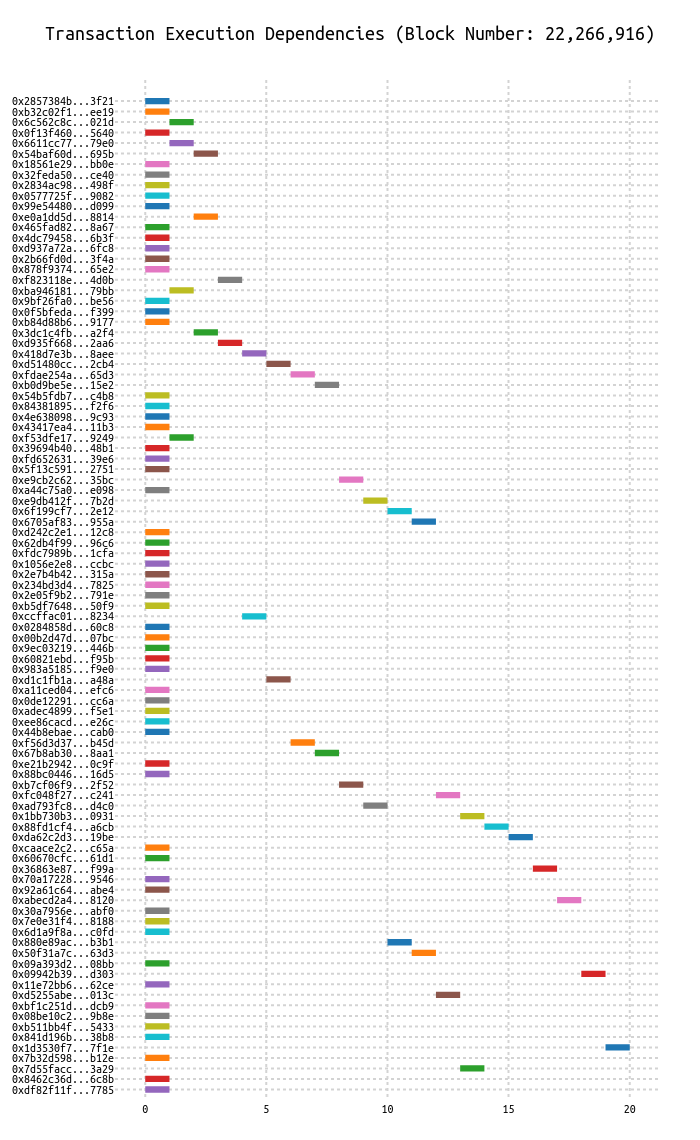 Transaction Execution Dependencies (Block Number: 22,266,916)
0x2857384b...3f21
0xb32c02f1...ee19
0x6c562c8c...021d
0x0f13f460...5640
0x6611cc77...79e0
0x54baf60d...695b
0x18561e29...bb0e
0x32feda50...ce40
0x2834ac98...498f
0x0577725f...9082
0x99e54480...d099
0xe0a1dd5d...8814
0x465fad82...8a67
0x4dc79458...6b3f
0xd937a72a...6fc8
0x2b66fd0d...3f4a
0x878f9374...65e2
0xf823118e...4d0b
0xba946181...79bb
0x9bf26fa0...be56
0x0f5bfeda...f399
0xb84d88b6...9177
0x3dc1c4fb...a2f4
0xd935f668...2aa6
0x418d7e3b...8aee
0xd51480cc...2cb4
0xfdae254a...65d3
0xb0d9be5e...15e2
0x54b5fdb7...c4b8
0x84381895...f2f6
0x4e638098...9c93
0x43417ea4...11b3
0xf53dfe17...9249
0x39694b40...48b1
0xfd652631...39e6
0x5f13c591...2751
0xe9cb2c62...35bc
0xa44c75a0...e098
0xe9db412f...7b2d
0x6f199cf7...2e12
0x6705af83...955a
0xd242c2e1...12c8
0x62db4f99...96c6
0xfdc7989b...1cfa
0x1056e2e8...ccbc
0x2e7b4b42...315a
0x234bd3d4...7825
0x2e05f9b2...791e
0xb5df7648...50f9
0xccffac01...8234
0x0284858d...60c8
0x00b2d47d...07bc
0x9ec03219...446b
0x60821ebd...f95b
0x983a5185...f9e0
0xd1c1fb1a...a48a
0xa11ced04...efc6
0x0de12291...cc6a
0xadec4899...f5e1
0xee86cacd...e26c
0x44b8ebae...cab0
0xf56d3d37...b45d
0x67b8ab30...8aa1
0xe21b2942...0c9f
0x88bc0446...16d5
0xb7cf06f9...2f52
0xfc048f27...c241
0xad793fc8...d4c0
0x1bb730b3...0931
0x88fd1cf4...a6cb
0xda62c2d3...19be
0xcaace2c2...c65a
0x60670cfc...61d1
0x36863e87...f99a
0x70a17228...9546
0x92a61c64...abe4
0xabecd2a4...8120
0x30a7956e...abf0
0x7e0e31f4...8188
0x6d1a9f8a...c0fd
0x880e89ac...b3b1
0x50f31a7c...63d3
0x09a393d2...08bb
0x09942b39...d303
0x11e72bb6...62ce
0xd5255abe...013c
0xbf1c251d...dcb9
0x08be10c2...9b8e
0xb511bb4f...5433
0x841d196b...38b8
0x1d3530f7...7f1e
0x7b32d598...b12e
0x7d55facc...3a29
0x8462c36d...6c8b
0xdf82f11f...7785
0 5 10 15 20